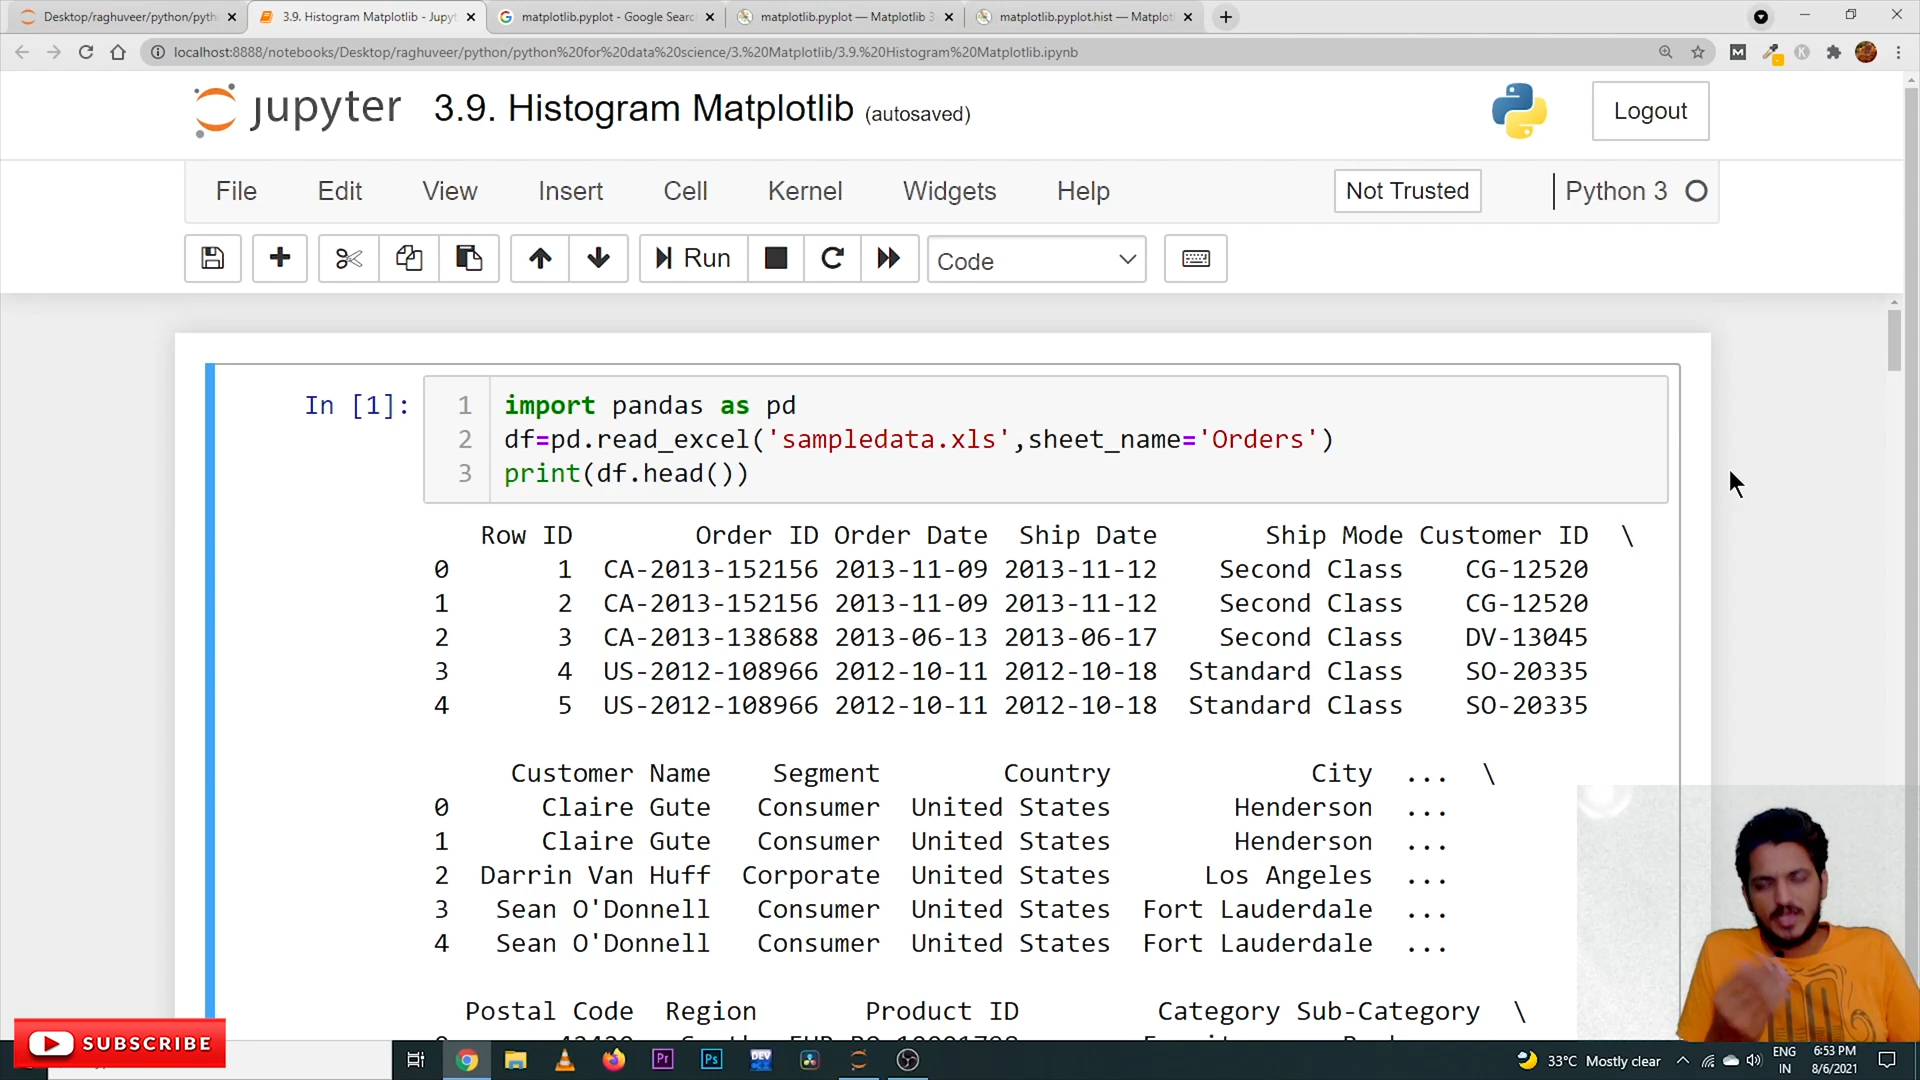 Desktop/raghuveer/python/pyth
3.9. Histogram Matplotlib - Jupyt
matplotlib.pyplot - Google Searc
matplotlib.pyplot — Matplotlib 3
matplotlib.pyplot.hist — Matplot
localhost:8888/notebooks/Desktop/raghuveer/python/python%20for%20data%20science/3.%20Matplotlib/3.9.%20Histogram%20Matplotlib.ipynb
jupyter 3.9. Histogram Matplotlib (autosaved)
Logout
File Edit View Insert Cell Kernel Widgets Help Not Trusted Python 3
Run Code
In [1]:
1 import pandas as pd
2 df=pd.read_excel('sampledata.xls',sheet_name='Orders')
3 print(df.head())
Row ID Order ID Order Date Ship Date Ship Mode Customer ID \
0 1 CA-2013-152156 2013-11-09 2013-11-12 Second Class CG-12520
1 2 CA-2013-152156 2013-11-09 2013-11-12 Second Class CG-12520
2 3 CA-2013-138688 2013-06-13 2013-06-17 Second Class DV-13045
3 4 US-2012-108966 2012-10-11 2012-10-18 Standard Class SO-20335
4 5 US-2012-108966 2012-10-11 2012-10-18 Standard Class SO-20335
Customer Name Segment Country City ... \
0 Claire Gute Consumer United States Henderson ...
1 Claire Gute Consumer United States Henderson ...
2 Darrin Van Huff Corporate United States Los Angeles ...
3 Sean O'Donnell Consumer United States Fort Lauderdale ...
4 Sean O'Donnell Consumer United States Fort Lauderdale ...
Postal Code Region Product ID Category Sub-Category \
SUBSCRIBE
Pr
Ps
DEV
33°C Mostly clear
ENG
IN
6:53 PM
8/6/2021